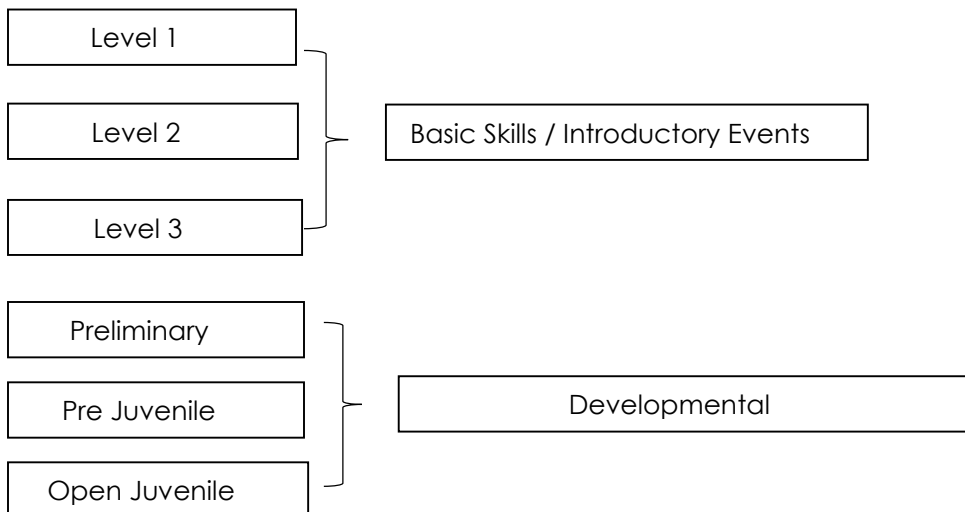 Level 1
Level 2
Basic Skills / Introductory Events
Level 3
Preliminary
Pre Juvenile
Developmental
Open Juvenile